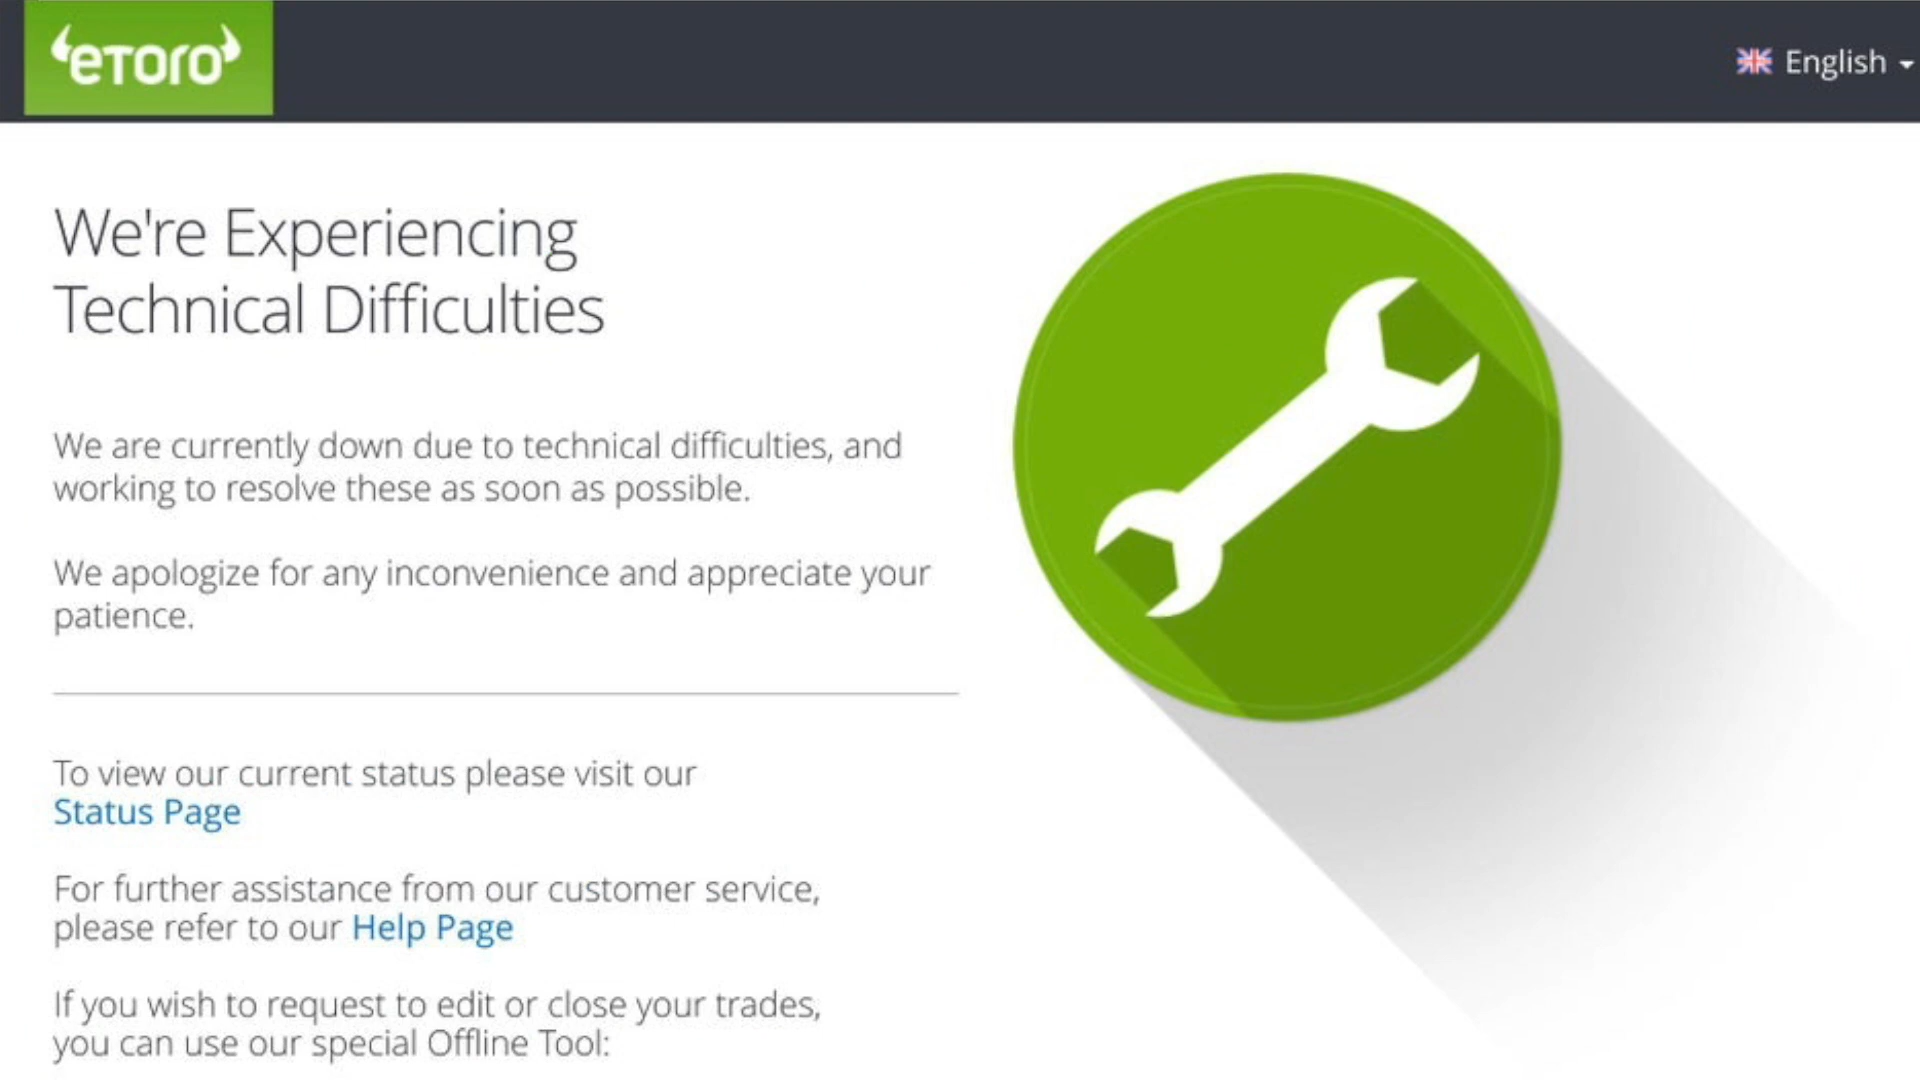 eToro
English
We're Experiencing
Technical Difficulties
We are currently down due to technical difficulties, and
working to resolve these as soon as possible.
We apologize for any inconvenience and appreciate your
patience.
To view our current status please visit our
Status Page
For further assistance from our customer service,
please refer to our Help Page
If you wish to request to edit or close your trades,
you can use our special Offline Tool: